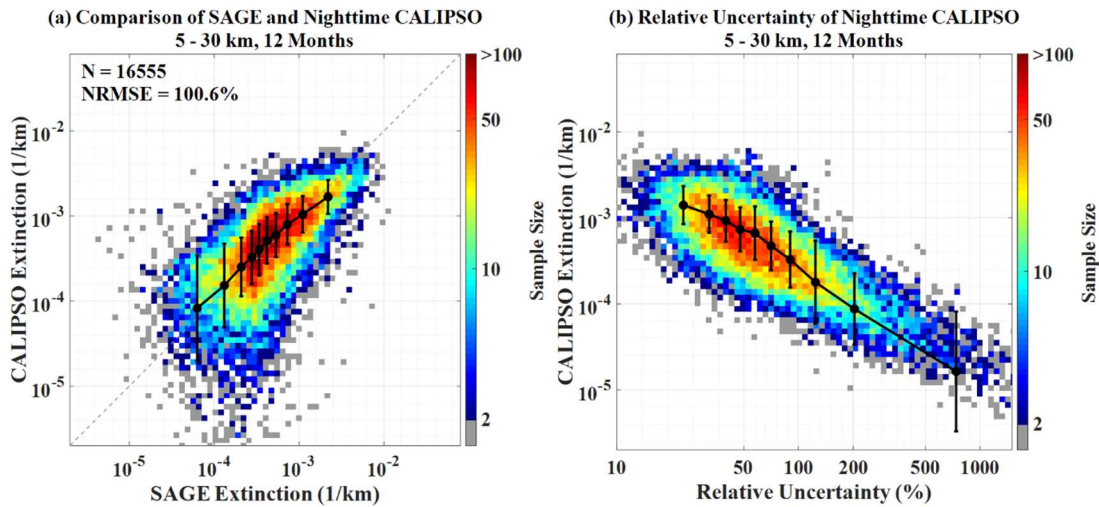 (a) Comparison of SAGE and Nighttime CALIPSO
5 - 30 km, 12 Months
N = 16555
NRMSE = 100.6%
CALIPSO Extinction (1/km)
10⁻²
10⁻³
10⁻⁴
10⁻⁵
10⁻⁵ 10⁻⁴ 10⁻³ 10⁻²
SAGE Extinction (1/km)
>100
50
10
2
Sample Size
(b) Relative Uncertainty of Nighttime CALIPSO
5 - 30 km, 12 Months
CALIPSO Extinction (1/km)
10⁻²
10⁻³
10⁻⁴
10⁻⁵
10 50 100 200 500 1000
Relative Uncertainty (%)
>100
50
10
2
Sample Size